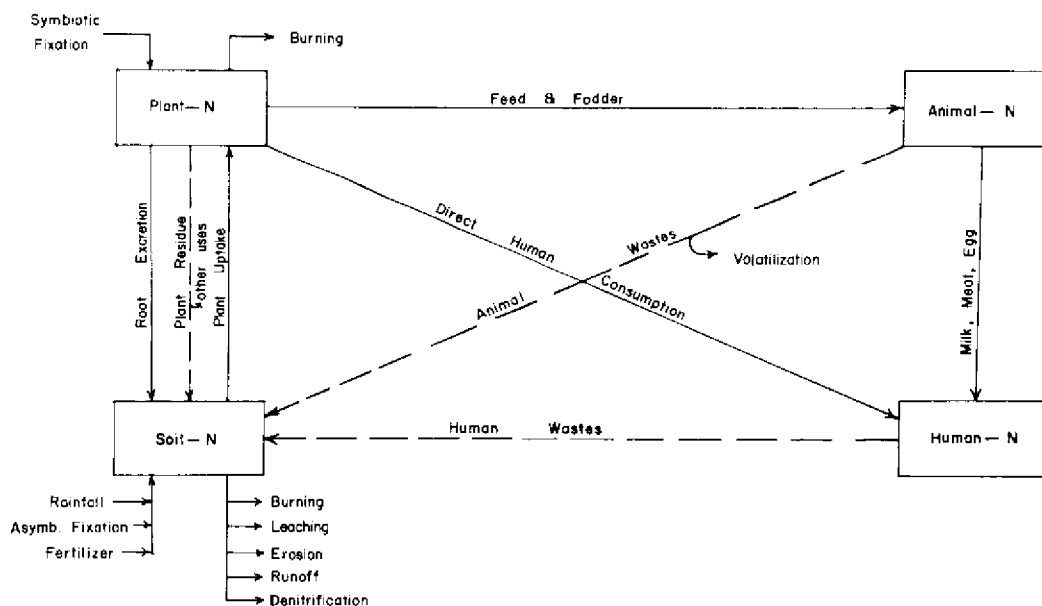 Symbiotic
Fixation
Burning
Plant — N
Feed & Fodder
Animal — N
Root Excretion
Plant Residue
&other uses
Plant Uptake
Direct Human Consumption
Animal Wastes
Volatilization
Milk, Meat, Egg
Soit — N
Human Wastes
Human — N
Rainfall
Asymb. Fixation
Fertilizer
Burning
Leaching
Erosion
Runoff
Denitrification